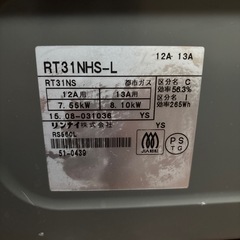 12A 13A
RT31NHS-L
RT31NS 都市ガス 区分名 C
12A用 13A用 効率56.3%
7.55kW 8.10kW 区分名 I
効率265Wh
15.08-031036 YS
リンナイ株式会社 YS
RS460L
51-0439
JIA
PS
TG